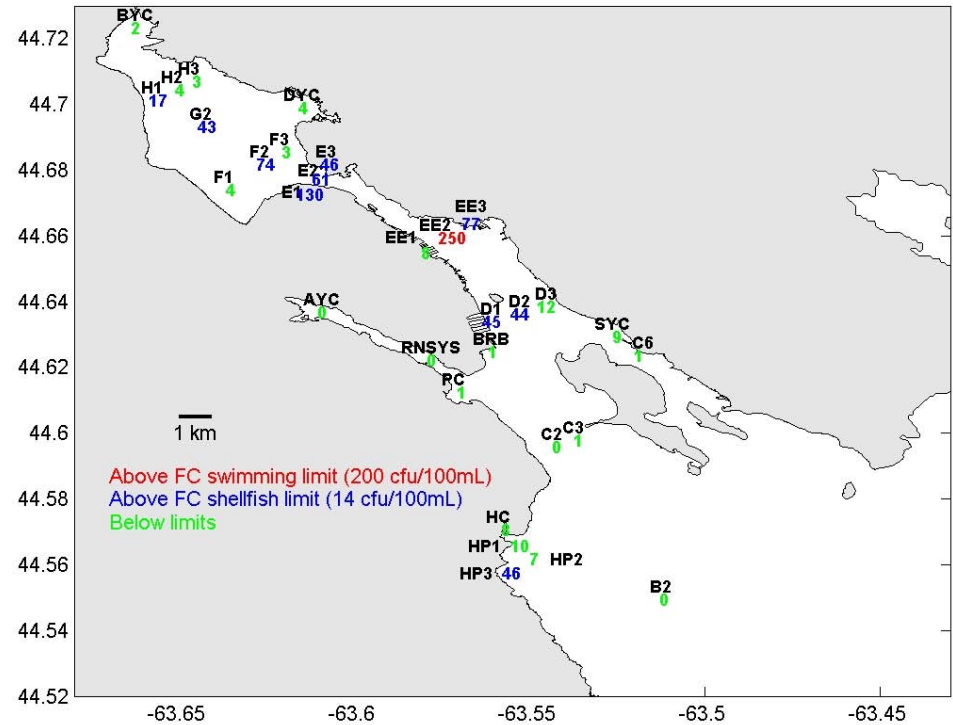 BYC
44.72
2
H3
H2
3
H1
4
44.7
17
DYC
4
G2
43
F3
F2
3
E3
74
46
44.68
E2
61
F1
4
E1
130
EE3
EE2
77
44.66
EE1
250
8
44.64
AYC
0
D3
D2
12
D1
44
45
SYC
9
BRB
1
C6
1
44.62
RNSYS
0
PC
1
44.6
1 km
C3
C2
1
0
44.58
Above FC swimming limit (200 cfu/100mL)
Above FC shellfish limit (14 cfu/100mL)
Below limits
HC
8
HP1
10
44.56
7
HP2
HP3
46
B2
0
44.54
44.52
-63.65
-63.6
-63.55
-63.5
-63.45